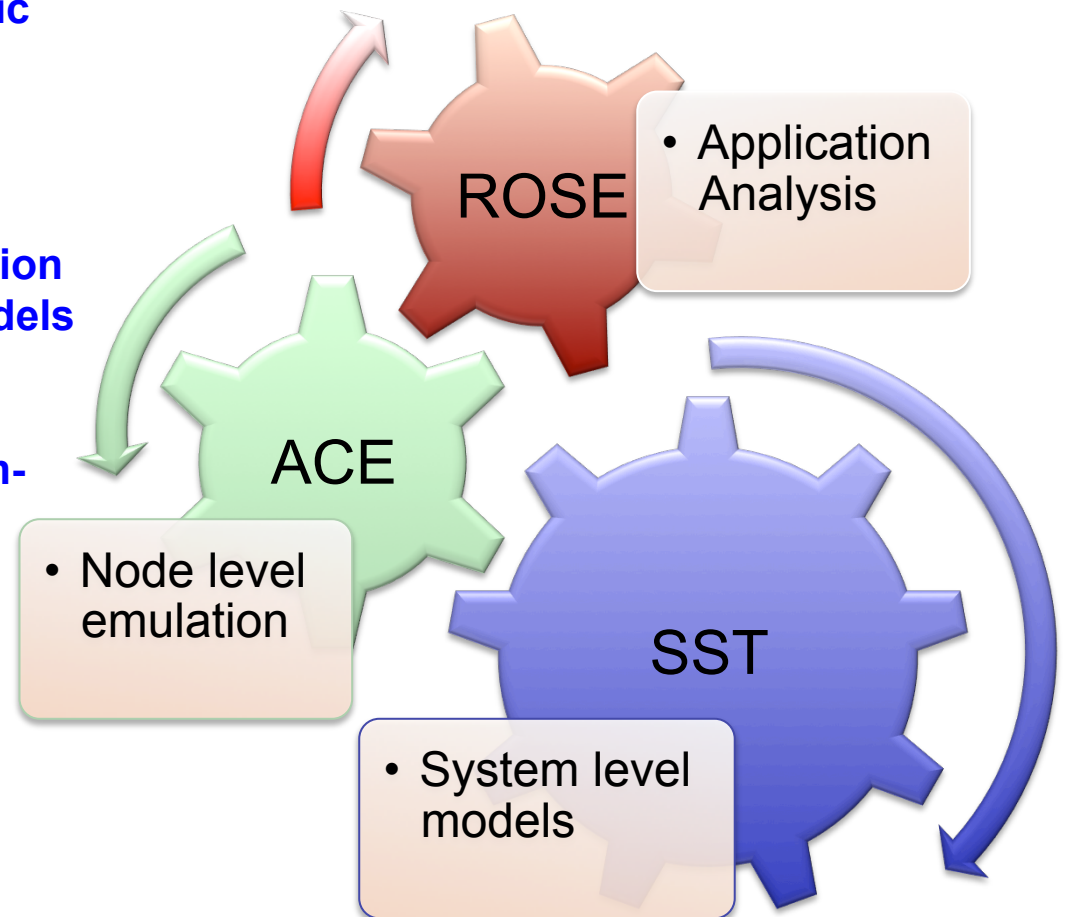 ROSE
• Application
Analysis
ACE
• Node level
emulation
SST
• System level
models